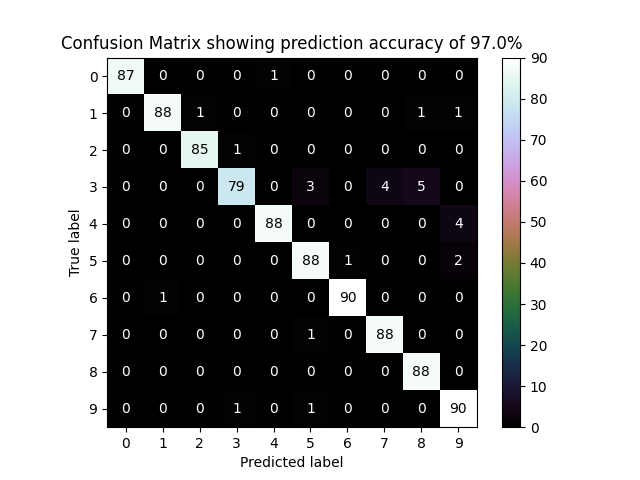 Confusion Matrix showing prediction accuracy of 97.0%
0 87 0 0 0 1 0 0 0 0 0
1 0 88 1 0 0 0 0 0 1 1
2 0 0 85 1 0 0 0 0 0 0
3 0 0 0 79 0 3 0 4 5 0
4 0 0 0 0 88 0 0 0 0 4
5 0 0 0 0 0 88 1 0 0 2
6 0 1 0 0 0 0 90 0 0 0
7 0 0 0 0 0 1 0 88 0 0
8 0 0 0 0 0 0 0 0 88 0
9 0 0 0 1 0 1 0 0 0 90
0 1 2 3 4 5 6 7 8 9
Predicted label
True label
90
80
70
60
50
40
30
20
10
0